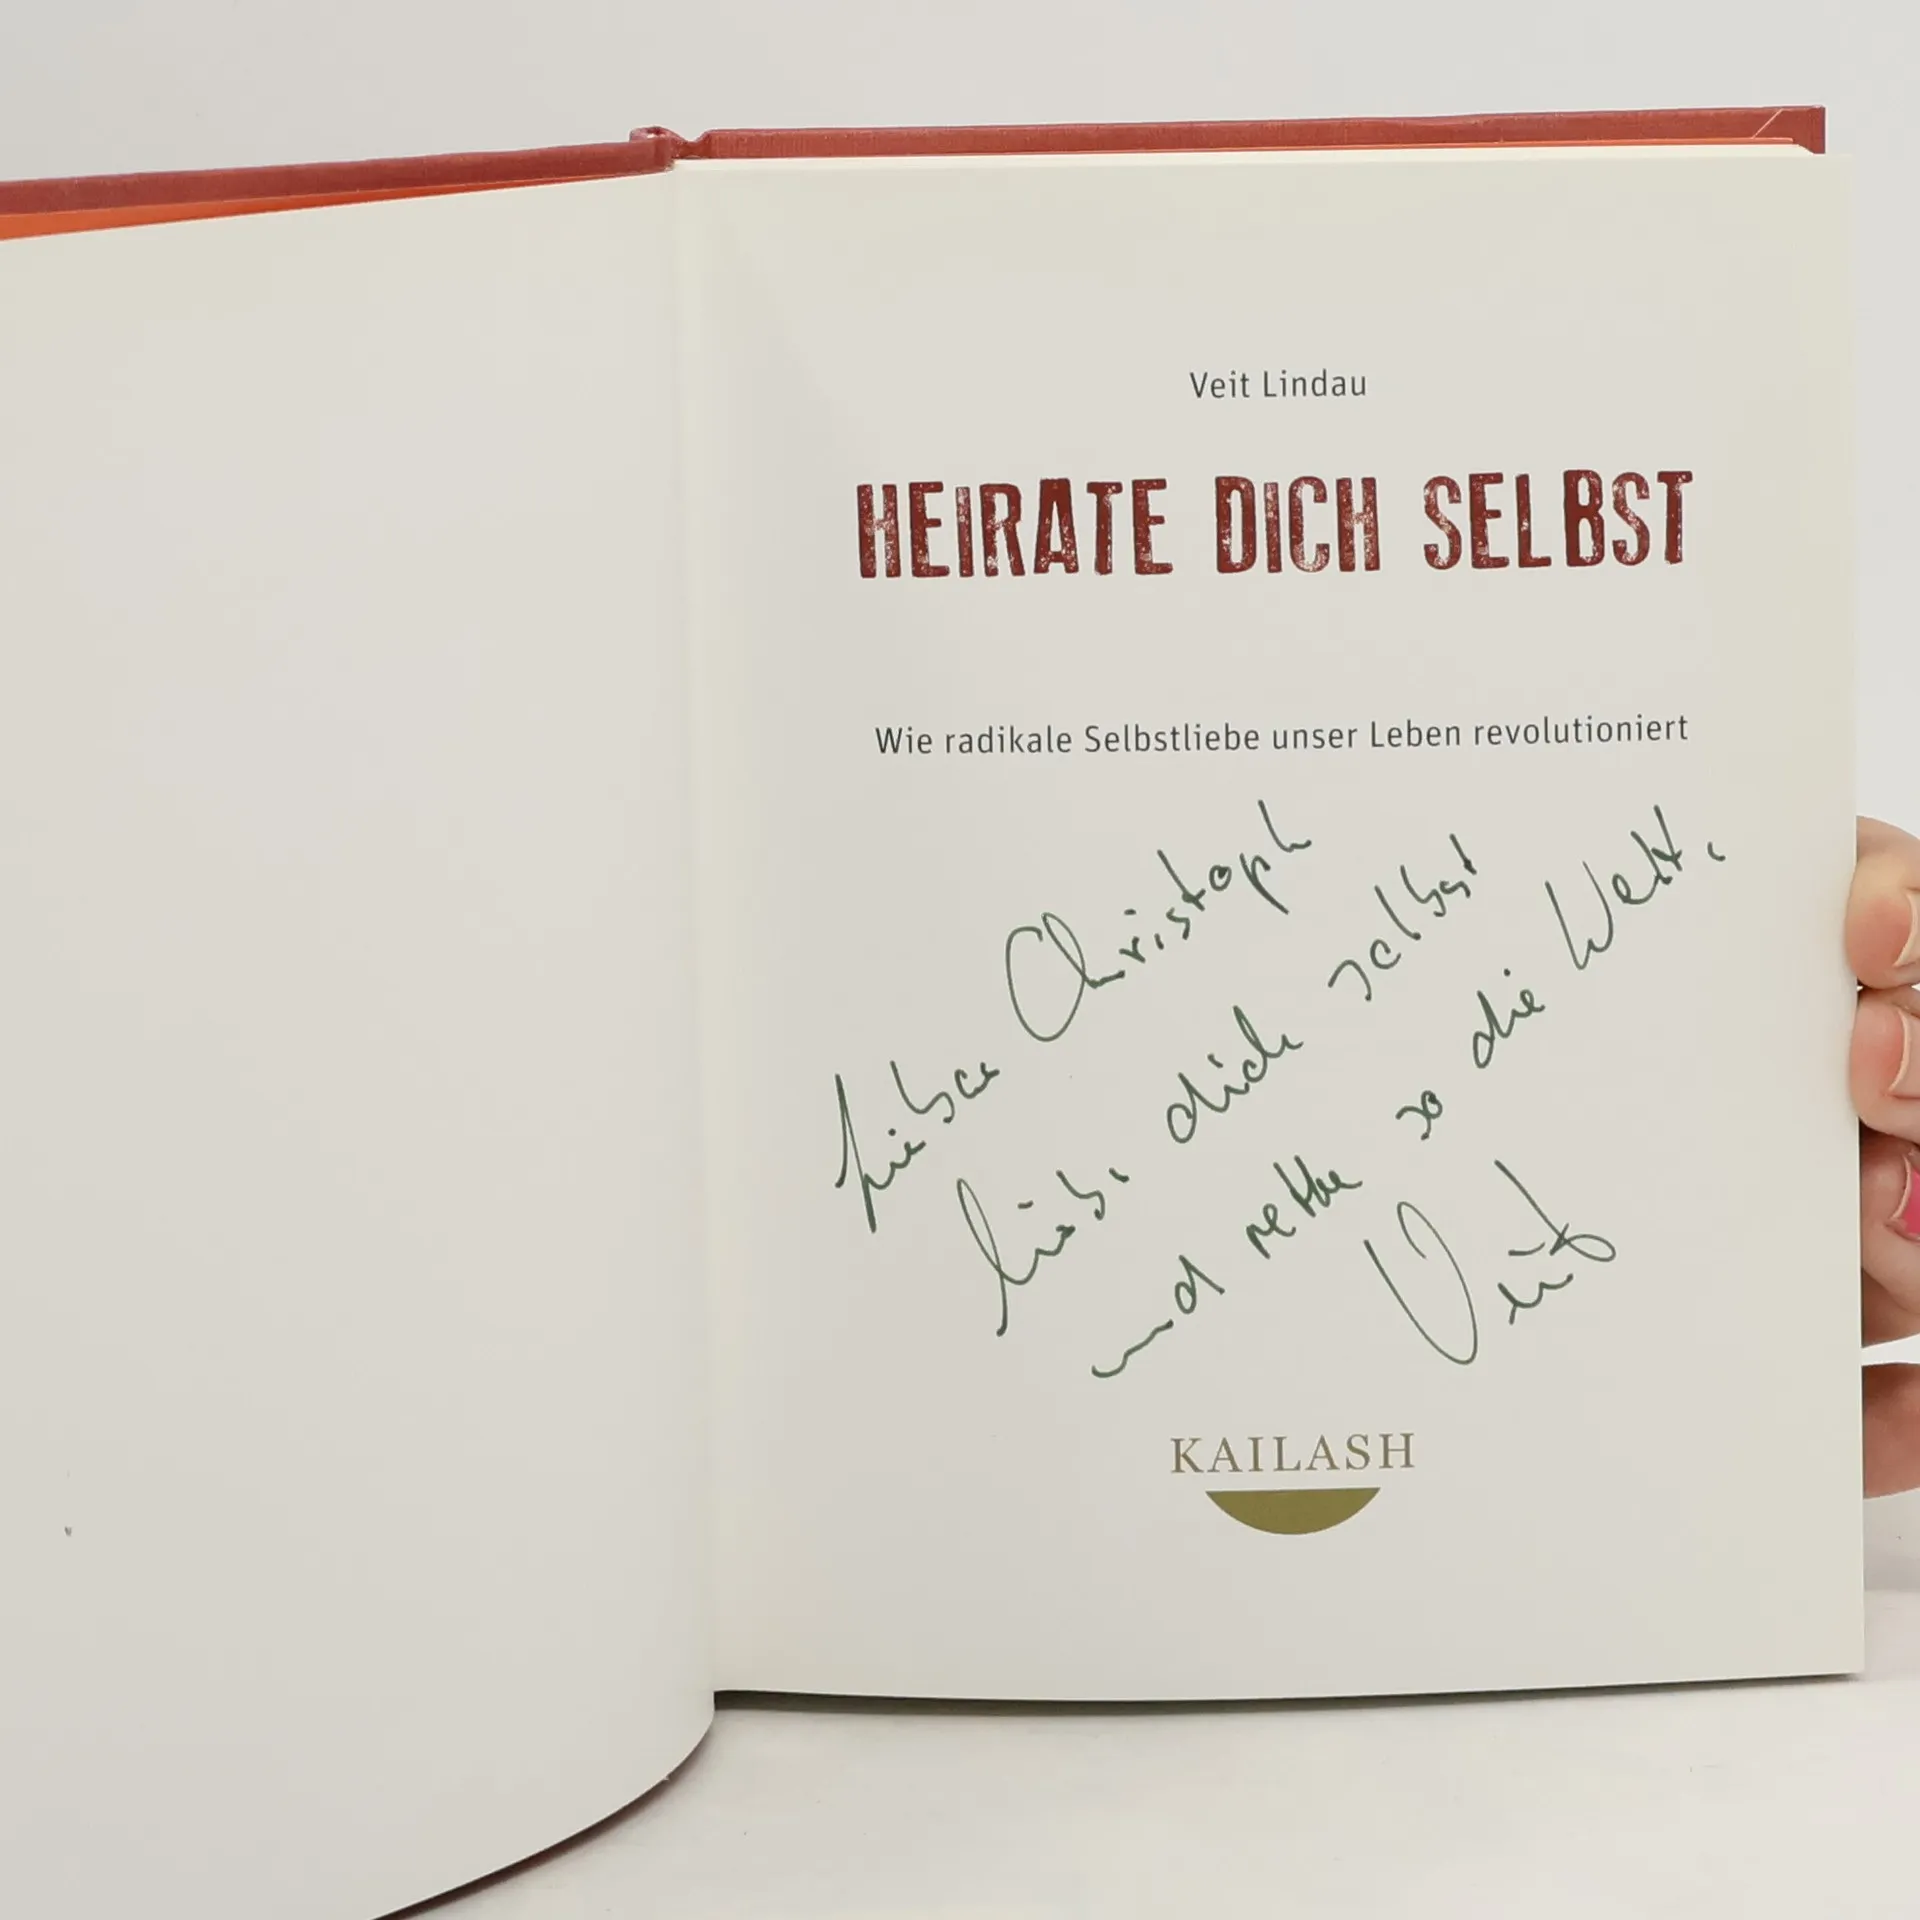 Veit Lindau
HEIRATE DICH SELBST
Wie radikale Selbstliebe unser Leben revolutioniert
Lieber Christoph
liebe dich selbst
und rette so die Welt.
Veit
KAILASH